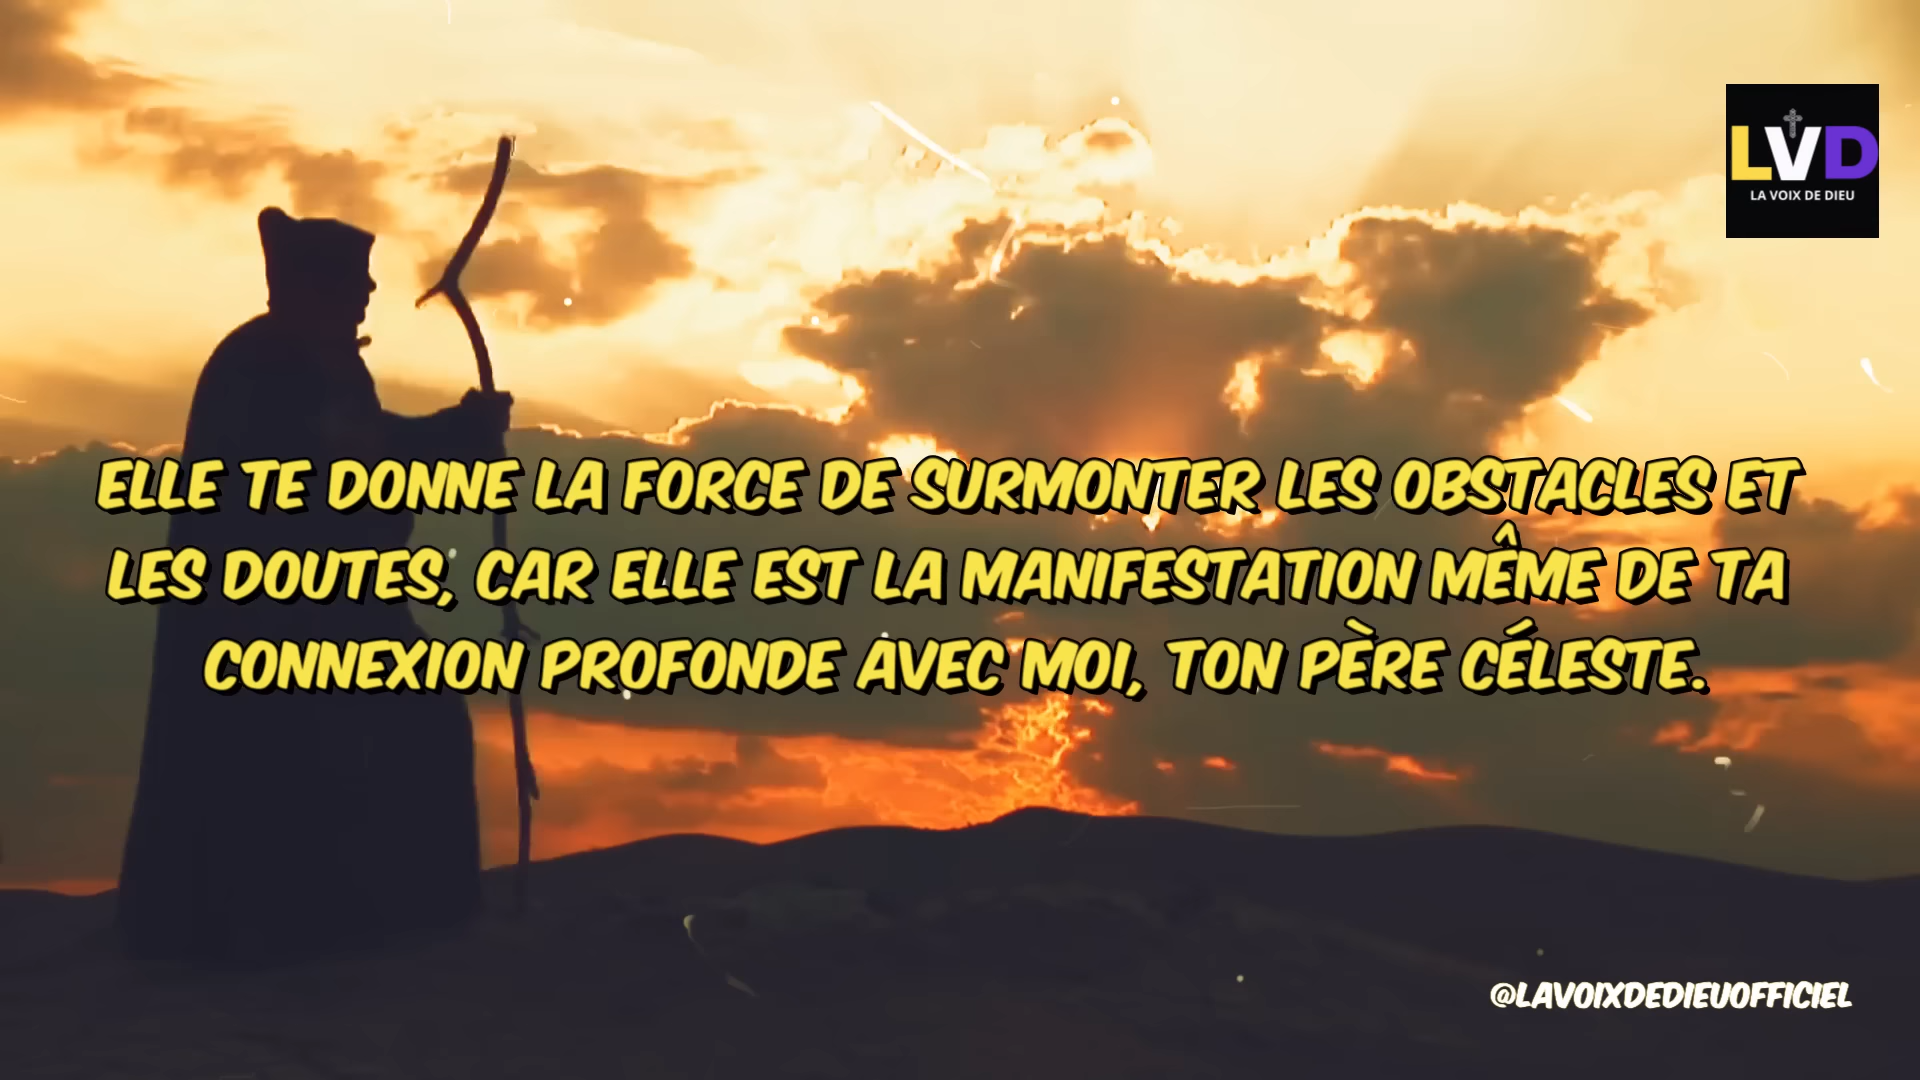 LVD
LA VOIX DE DIEU
ELLE TE DONNE LA FORCE DE SURMONTER LES OBSTACLES ET
LES DOUTES, CAR ELLE EST LA MANIFESTATION MÊME DE TA
CONNEXION PROFONDE AVEC MOI, TON PÈRE CÉLESTE.
@LAVOIXDEDIEUOFFICIEL